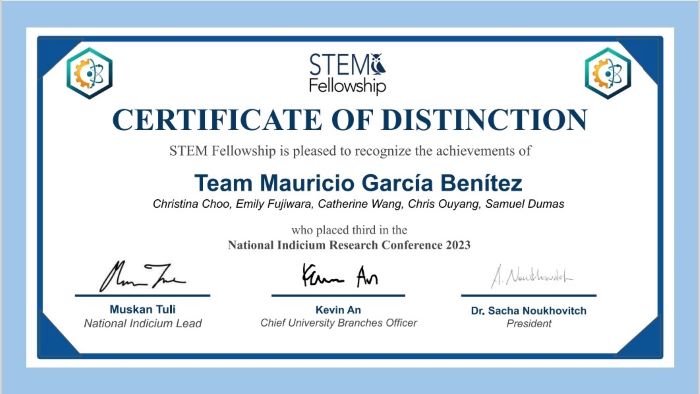 STEM
Fellowship
CERTIFICATE OF DISTINCTION
STEM Fellowship is pleased to recognize the achievements of
Team Mauricio García Benítez
Christina Choo, Emily Fujiwara, Catherine Wang, Chris Ouyang, Samuel Dumas
who placed third in the
National Indicium Research Conference 2023
Muskan Tuli
National Indicium Lead
Kevin An
Chief University Branches Officer
Dr. Sacha Noukhovitch
President